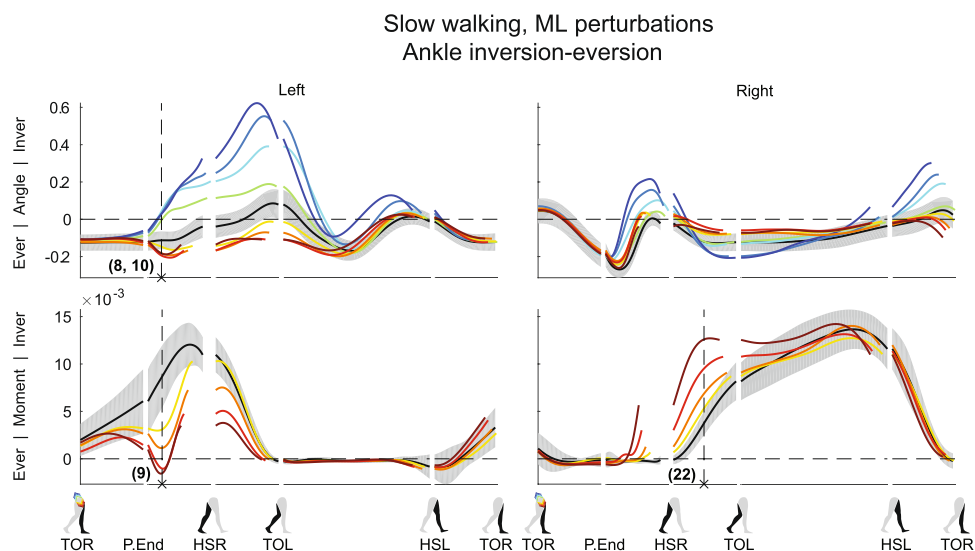 Slow walking, ML perturbations
Ankle inversion-eversion
Left
Right
Ever | Angle | Inver
0.6
0.4
0.2
0
-0.2
(8, 10)
×10-3
Ever | Moment | Inver
15
10
5
0
(9)
(22)
TOR P.End HSR TOL HSL TOR TOR P.End HSR TOL HSL TOR